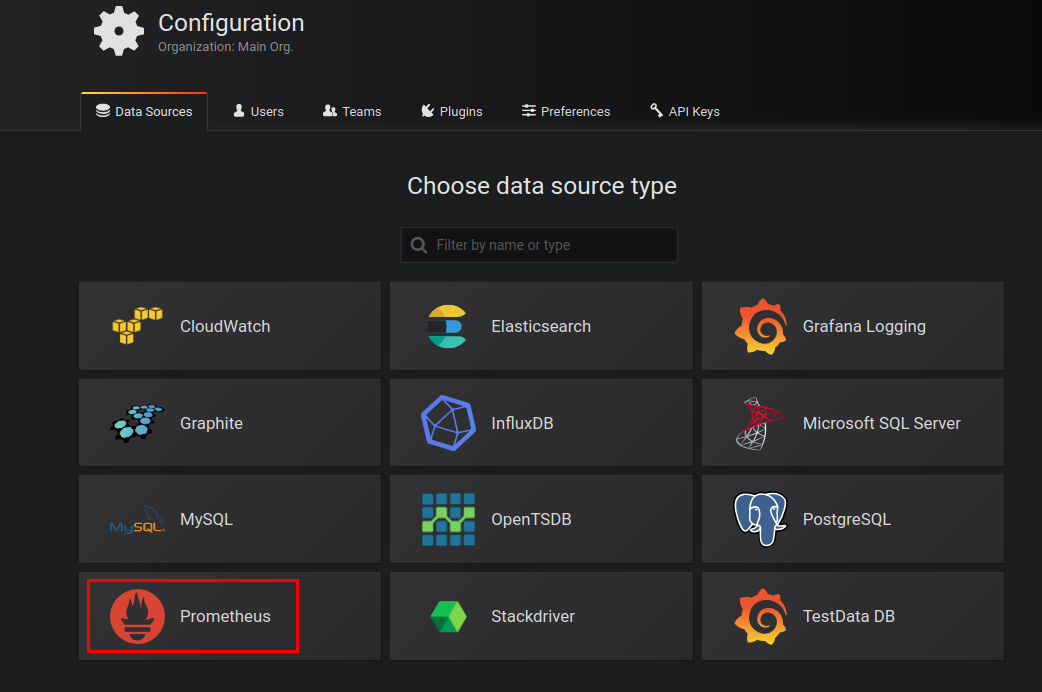 Configuration
Organization: Main Org.
Data Sources Users Teams Plugins Preferences API Keys
Choose data source type
Filter by name or type
CloudWatch Elasticsearch Grafana Logging
Graphite InfluxDB Microsoft SQL Server
MySQL MySQL OpenTSDB PostgreSQL
Prometheus Stackdriver TestData DB